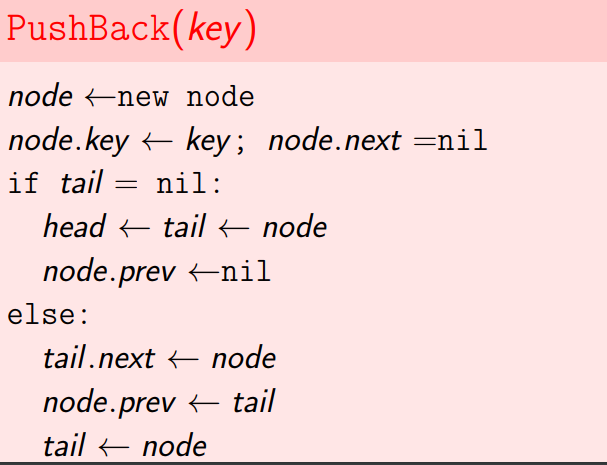 PushBack(key)
node ←new node
node.key ← key; node.next =nil
if tail = nil:
head ← tail ← node
node.prev ←nil
else:
tail.next ← node
node.prev ← tail
tail ← node